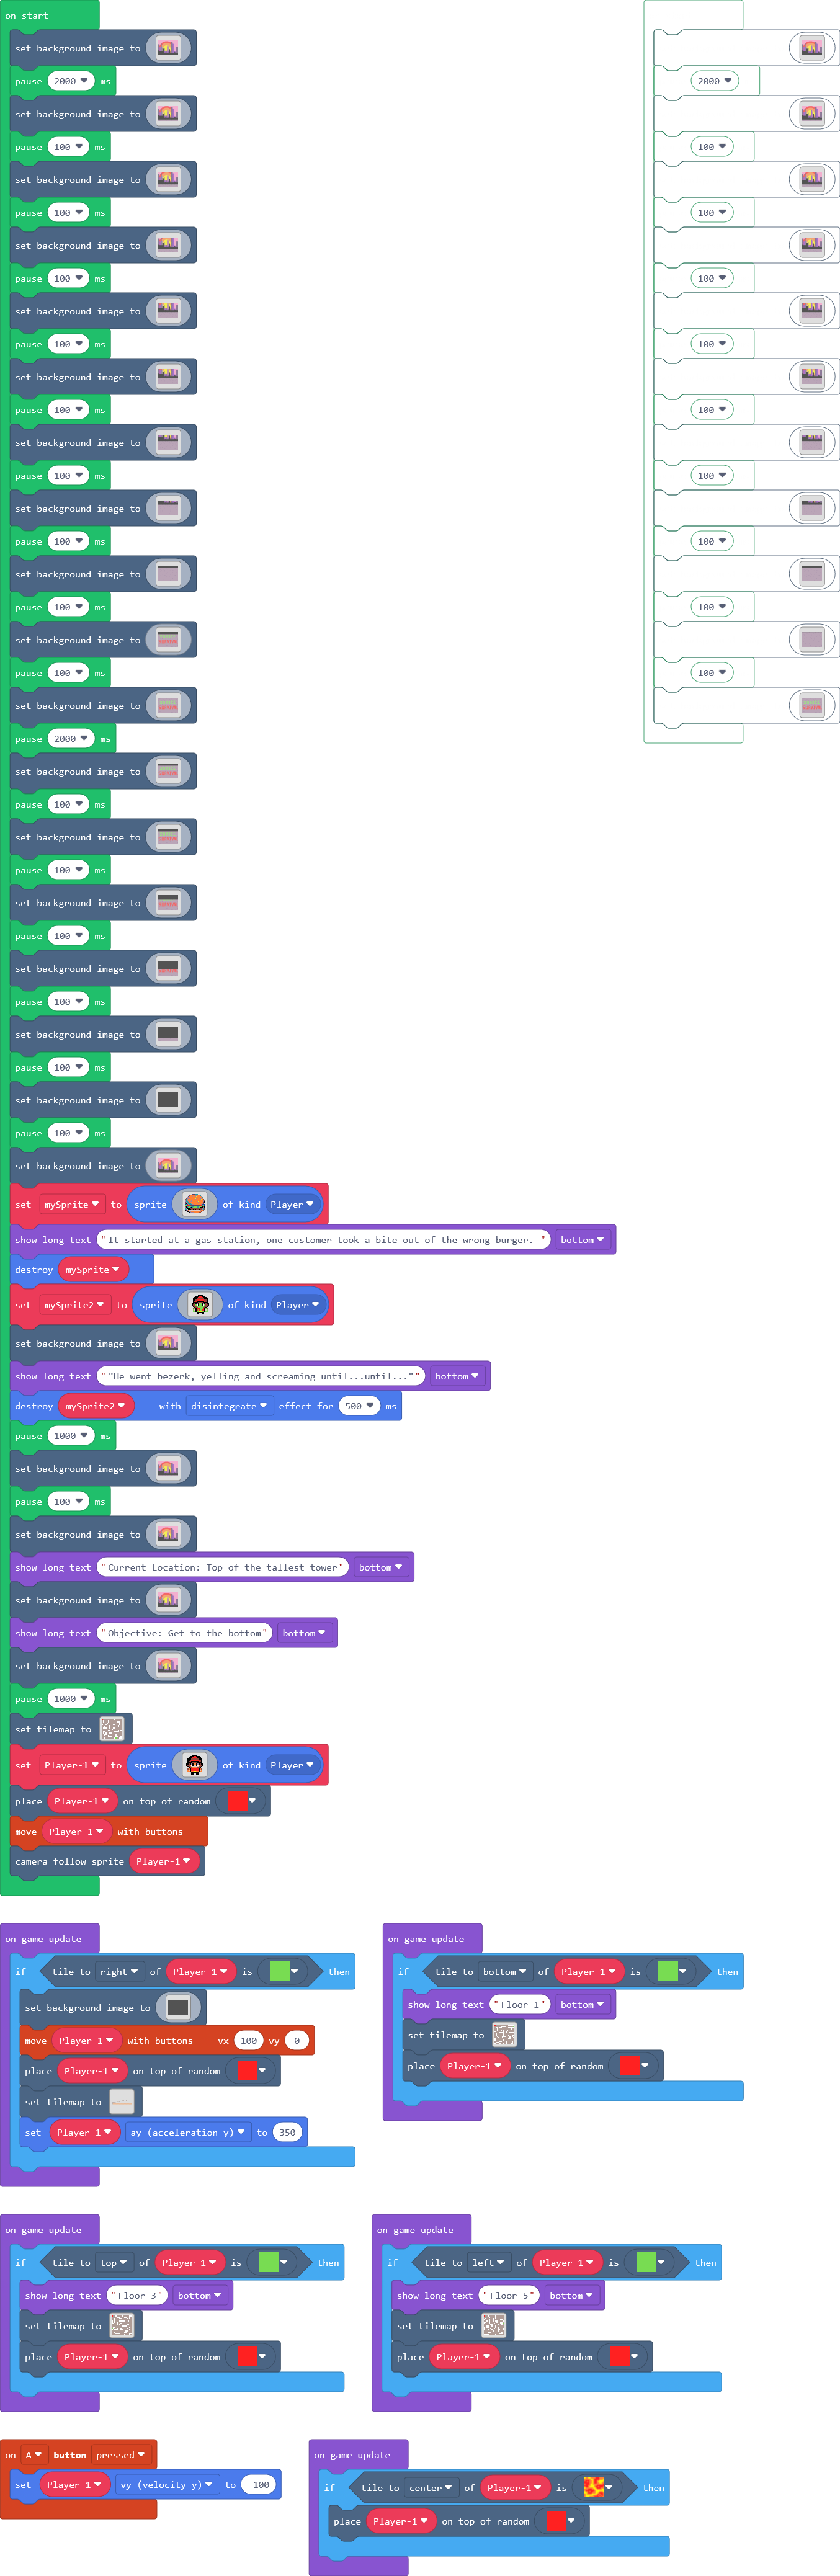 on start
set background image to
pause 2000 ms
set background image to
pause 100 ms
set background image to
pause 100 ms
set background image to
pause 100 ms
set background image to
pause 100 ms
set background image to
pause 100 ms
set background image to
pause 100 ms
set background image to
pause 100 ms
set background image to
pause 100 ms
set background image to
pause 100 ms
set background image to
pause 2000 ms
set background image to
pause 100 ms
set background image to
pause 100 ms
set background image to
pause 100 ms
set background image to
pause 100 ms
set background image to
pause 100 ms
set background image to
pause 100 ms
set background image to
set mySprite to sprite of kind Player
show long text "It started at a gas station, one customer took a bite out of the wrong burger. " bottom
destroy mySprite
set mySprite2 to sprite of kind Player
set background image to
show long text ""He went bezerk, yelling and screaming until...until..."" bottom
destroy mySprite2 with disintegrate effect for 500 ms
pause 1000 ms
set background image to
pause 100 ms
set background image to
show long text "Current Location: Top of the tallest tower" bottom
set background image to
show long text "Objective: Get to the bottom" bottom
set background image to
pause 1000 ms
set tilemap to
set Player-1 to sprite of kind Player
place Player-1 on top of random
move Player-1 with buttons
camera follow sprite Player-1
2000
100
100
100
100
100
100
100
100
100
on game update
if tile to right of Player-1 is then
set background image to
move Player-1 with buttons vx 100 vy 0
place Player-1 on top of random
set tilemap to
set Player-1 ay (acceleration y) to 350
on game update
if tile to bottom of Player-1 is then
show long text "Floor 1" bottom
set tilemap to
place Player-1 on top of random
on game update
if tile to top of Player-1 is then
show long text "Floor 3" bottom
set tilemap to
place Player-1 on top of random
on game update
if tile to left of Player-1 is then
show long text "Floor 5" bottom
set tilemap to
place Player-1 on top of random
on A button pressed
set Player-1 vy (velocity y) to -100
on game update
if tile to center of Player-1 is then
place Player-1 on top of random